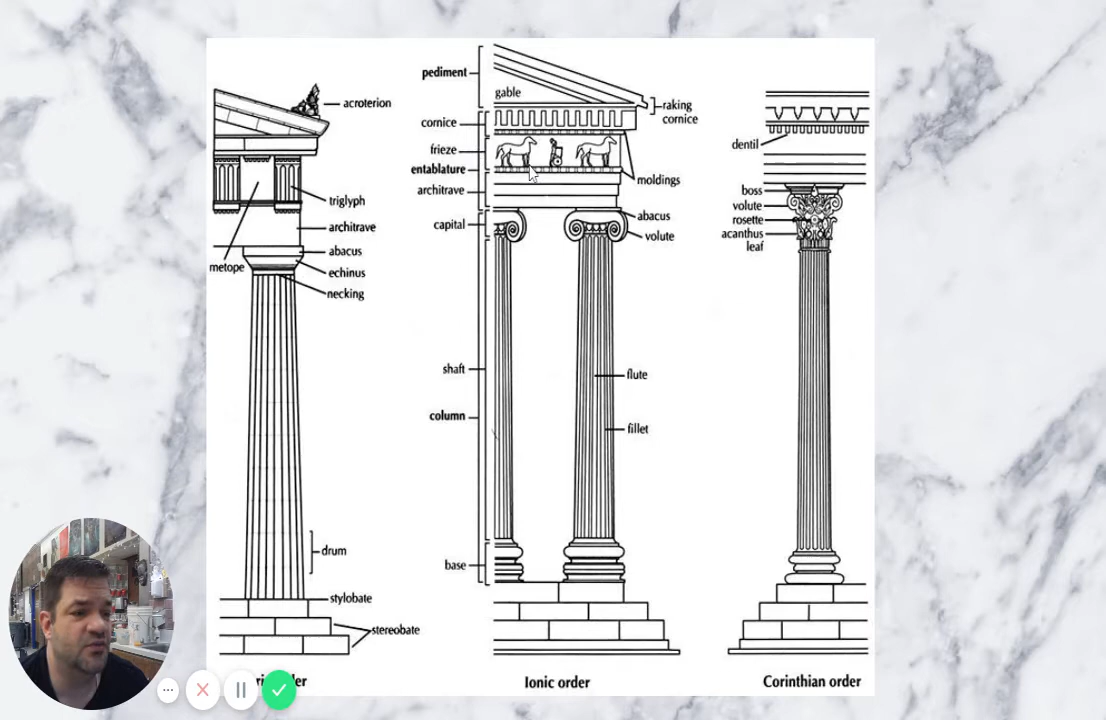 acroterion
triglyph
architrave
abacus
echinus
metope
necking
drum
stylobate
stereobate
pediment
gable
raking
cornice
cornice
frieze
entablature
moldings
architrave
abacus
capital
volute
shaft
flute
column
fillet
base
Ionic order
dentil
boss
volute
rosette
acanthus
leaf
Corinthian order